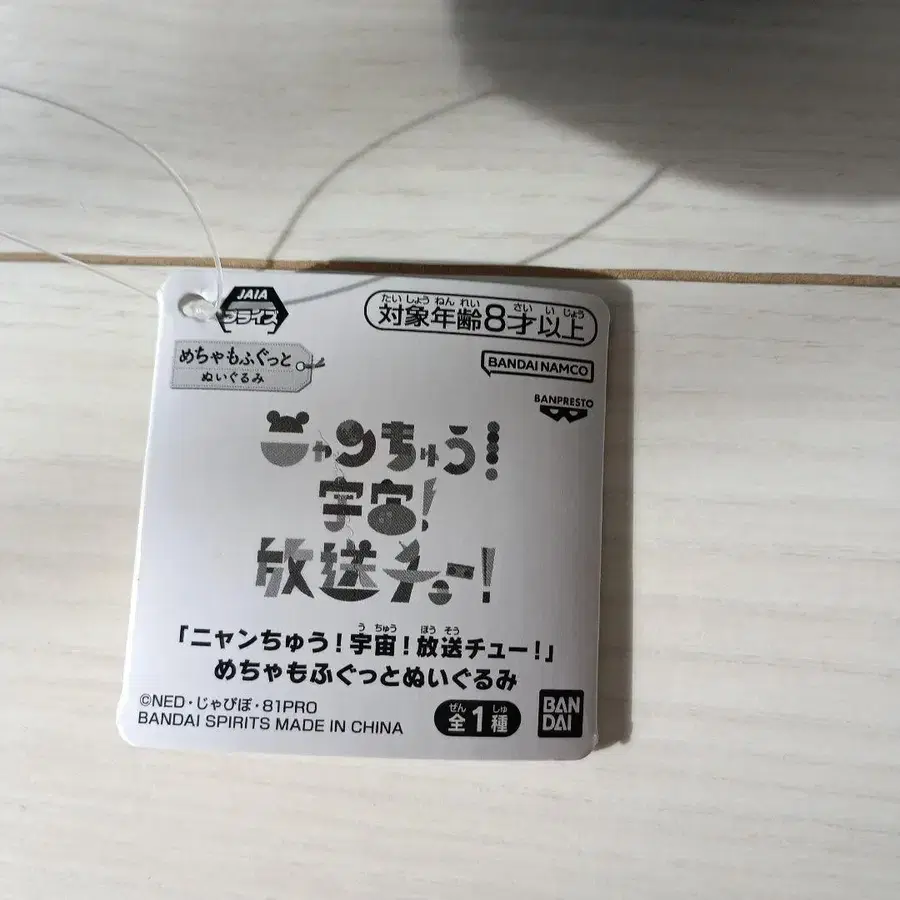 JAIA
プライズ
たいしょうねんれい さいいじょう
対象年齢8才以上
めちゃもふぐっと
ぬいぐるみ
BANDAI NAMCO
BANPRESTO
ニャンちゅう!
宇宙!
放送チュー!
うちゅう ほうそう
「ニャンちゅう!宇宙!放送チュー!」
めちゃもふぐっとぬいぐるみ
©NED・じゃぴぽ・81PRO
BANDAI SPIRITS MADE IN CHINA
ぜん しゅ
全1種
BAN
DAI